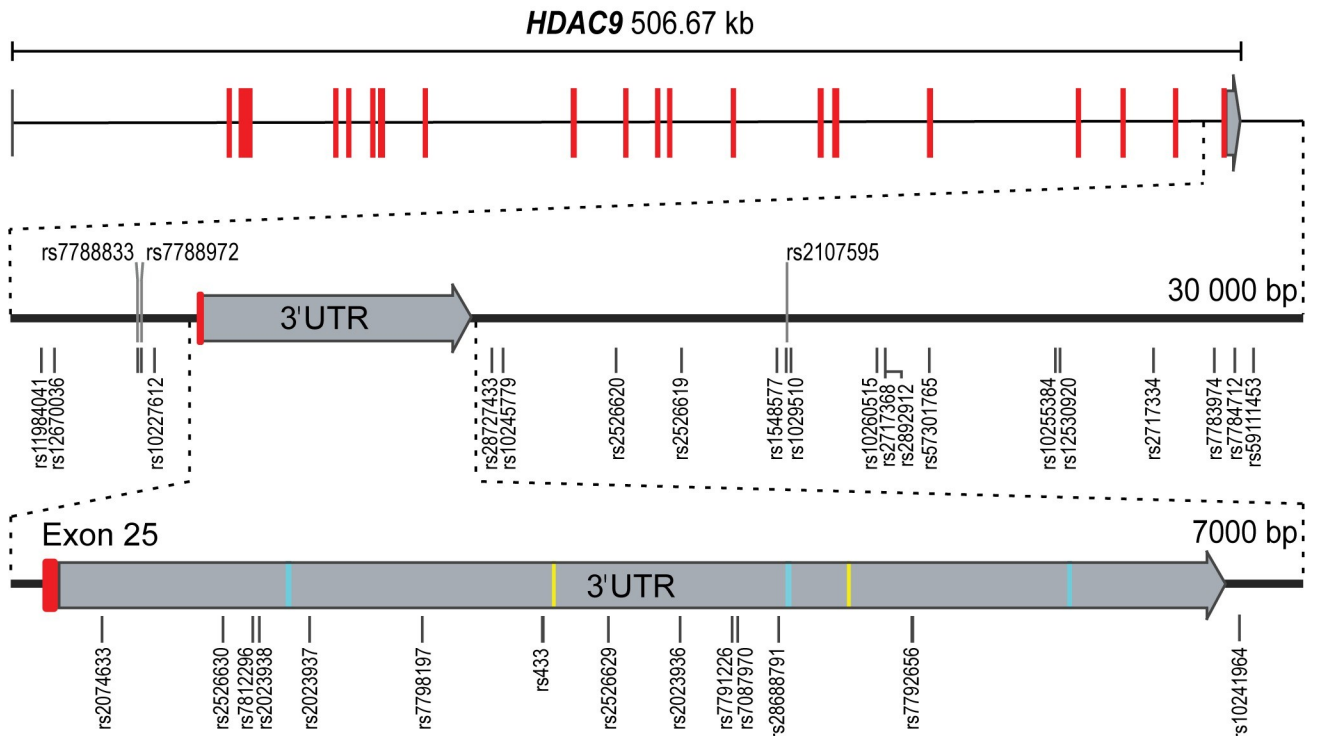 HDAC9 506.67 kb
rs7788833 rs7788972
rs2107595
30 000 bp
3'UTR
rs11984041
rs12670036
rs10227612
rs28727433
rs10245779
rs2526620
rs2526619
rs1548577
rs1029510
rs10260515
rs2717368
rs2892912
rs57301765
rs10255384
rs12530920
rs2717334
rs7783974
rs7784712
rs59111453
Exon 25
7000 bp
3'UTR
rs2074633
rs2526630
rs7812296
rs2023938
rs2023937
rs7798197
rs433
rs2526629
rs2023936
rs7791226
rs7087970
rs28688791
rs7792656
rs10241964